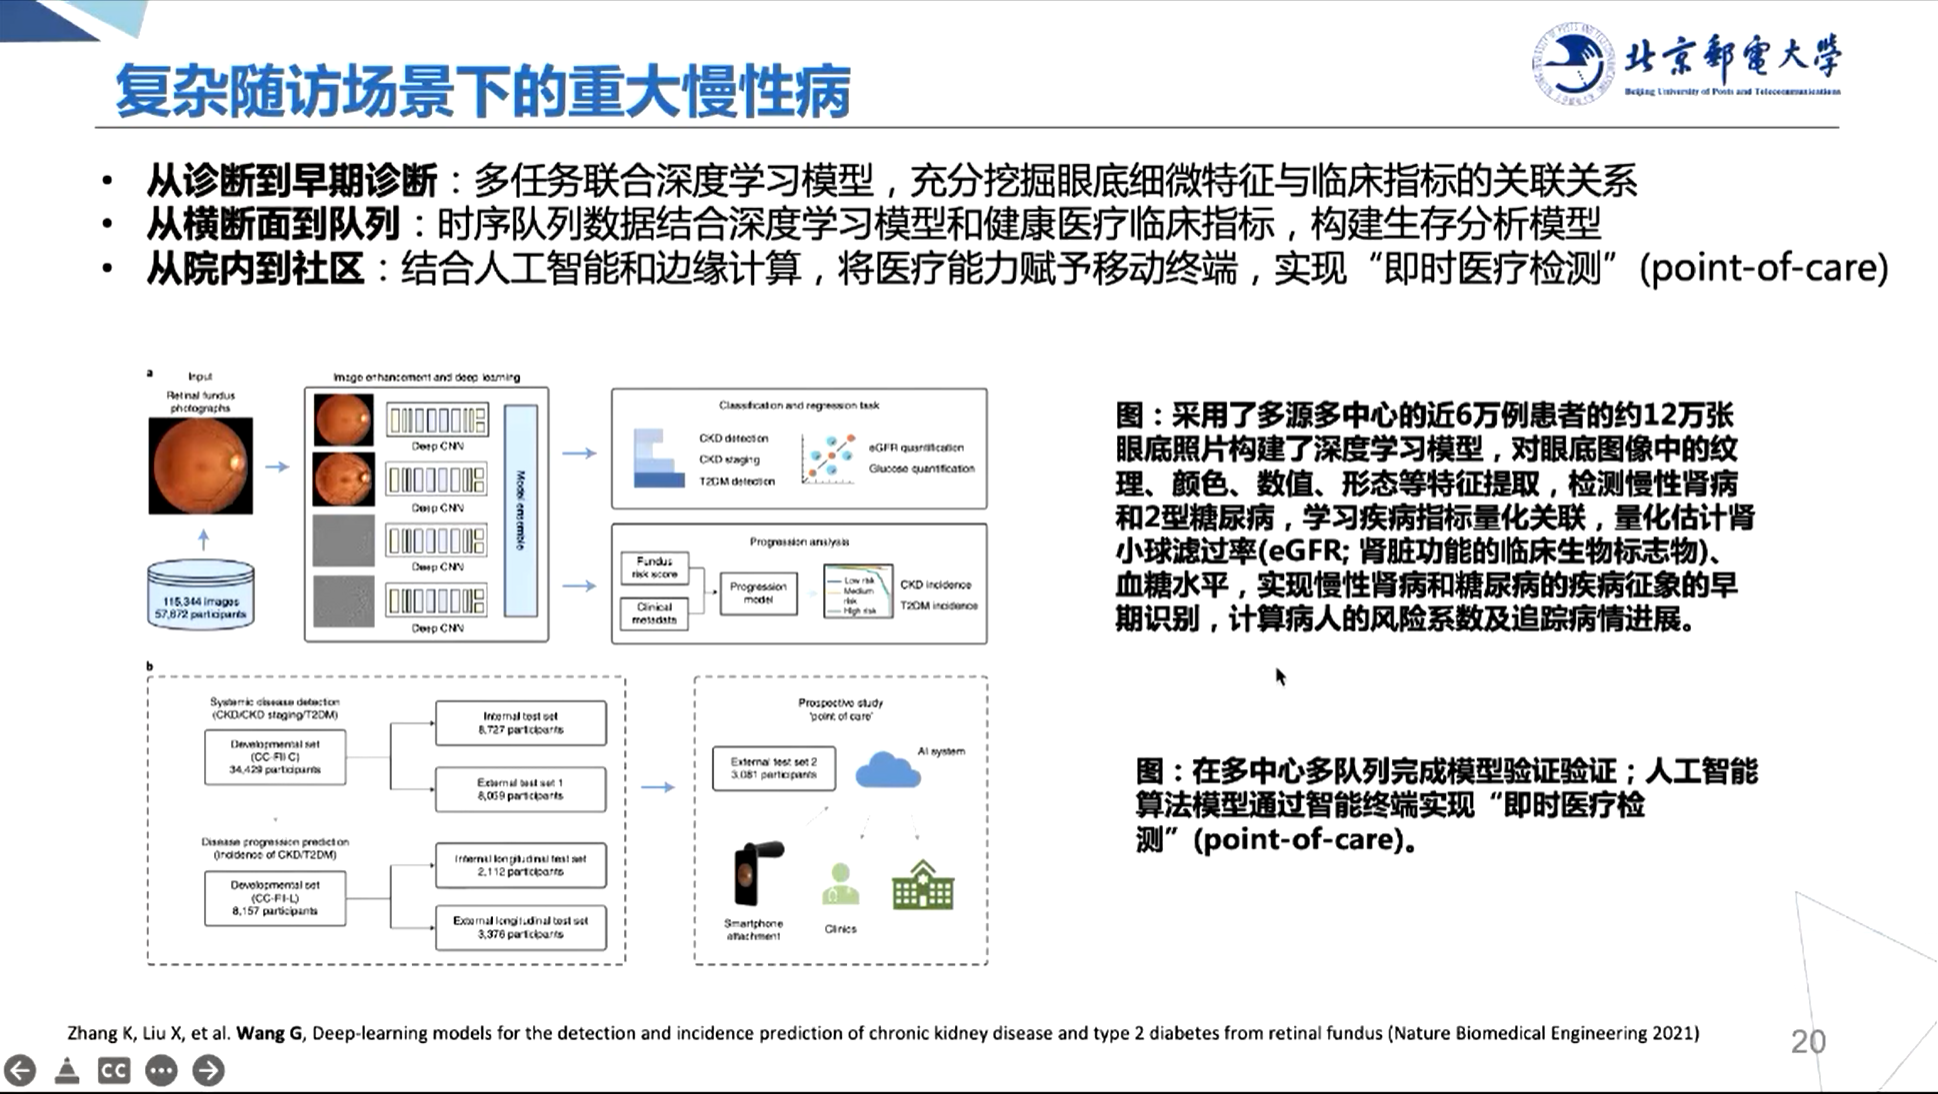 北京邮电大学
Beijing University of Posts and Telecommunications
复杂随访场景下的重大慢性病
• 从诊断到早期诊断：多任务联合深度学习模型，充分挖掘眼底细微特征与临床指标的关联关系
• 从横断面到队列：时序队列数据结合深度学习模型和健康医疗临床指标，构建生存分析模型
• 从院内到社区：结合人工智能和边缘计算，将医疗能力赋予移动终端，实现“即时医疗检测”(point-of-care)
a
Input
Retinal fundus
photographs
115,344 images
57,672 participants
Image enhancement and deep learning
Deep CNN
Deep CNN
Deep CNN
Deep CNN
Model ensemble
Classification and regression task
CKD detection
CKD staging
T2DM detection
eGFR quantification
Glucose quantification
Progression analysis
Fundus
risk score
Clinical
metadata
Progression
model
Low risk
Medium
risk
High risk
CKD incidence
T2DM incidence
b
Systemic disease detection
(CKD/CKD staging/T2DM)
Developmental set
(CC-FII-C)
34,429 participants
Internal test set
8,727 participants
External test set 1
8,059 participants
Disease progression prediction
(incidence of CKD/T2DM)
Developmental set
(CC-FI-L)
8,157 participants
Internal longitudinal test set
2,112 participants
External longitudinal test set
3,376 participants
Prospective study
'point of care'
External test set 2
3,081 participants
AI system
Smartphone
attachment
Clinics
图：采用了多源多中心的近6万例患者的约12万张
眼底照片构建了深度学习模型，对眼底图像中的纹
理、颜色、数值、形态等特征提取，检测慢性肾病
和2型糖尿病，学习疾病指标量化关联，量化估计肾
小球滤过率(eGFR; 肾脏功能的临床生物标志物)、
血糖水平，实现慢性肾病和糖尿病的疾病征象的早
期识别，计算病人的风险系数及追踪病情进展。
图：在多中心多队列完成模型验证验证；人工智能
算法模型通过智能终端实现“即时医疗检
测”(point-of-care)。
Zhang K, Liu X, et al. Wang G, Deep-learning models for the detection and incidence prediction of chronic kidney disease and type 2 diabetes from retinal fundus (Nature Biomedical Engineering 2021)
20
CC